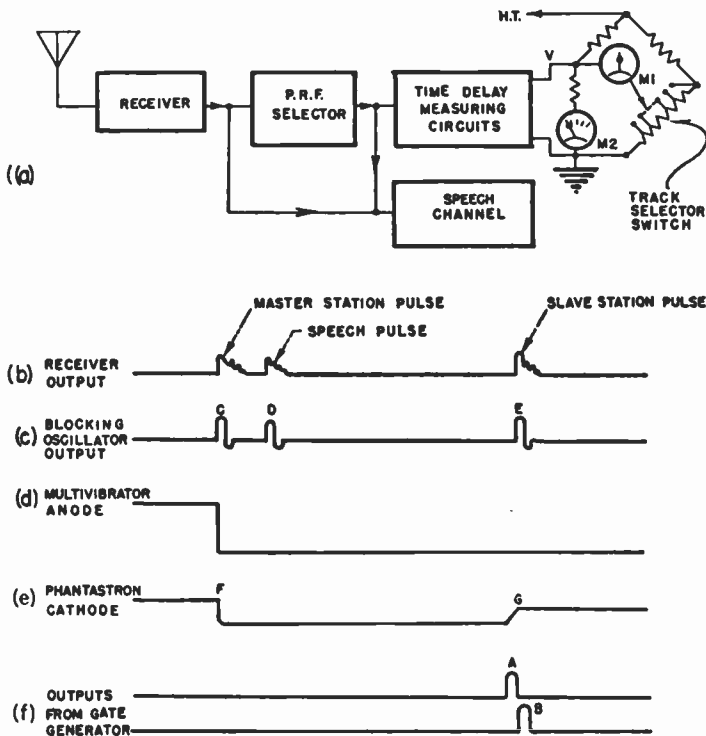 ((a)
RECEIVER
P.R.F.
SELECTOR
TIME DELAY
MEASURING
CIRCUITS
SPEECH
CHANNEL
H.T.
V
M1
M2
TRACK
SELECTOR
SWITCH
MASTER STATION PULSE
SPEECH PULSE
SLAVE STATION PULSE
(b) RECEIVER
OUTPUT
C
D
E
(c) BLOCKING
OSCILLATOR
OUTPUT
(d) MULTIVIBRATOR
ANODE
F
G
(e) PHANTASTRON
CATHODE
A
B
OUTPUTS
(f) FROM GATE
GENERATOR